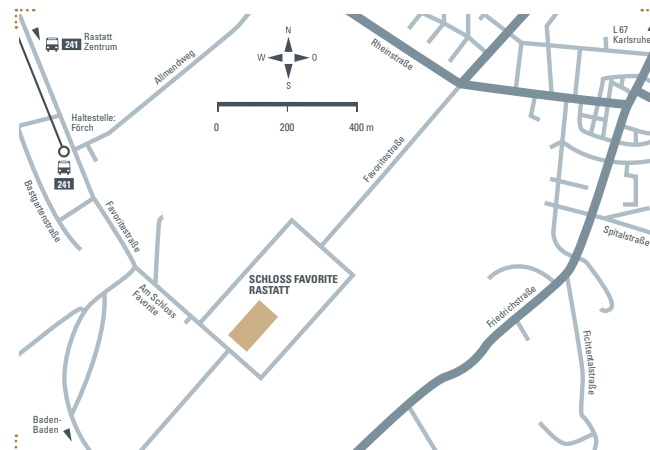 241
Rastatt
Zentrum
Allmendweg
N
W
O
S
0
200
400 m
Rheinstraße
L 67
Karlsruhe
Haltestelle:
Förch
241
Bastgartenstraße
Favoritestraße
Favoritestraße
Am Schloss
Favorite
SCHLOSS FAVORITE
RASTATT
Spitalstraße
Friedrichstraße
Fichtentalstraße
Baden-
Baden